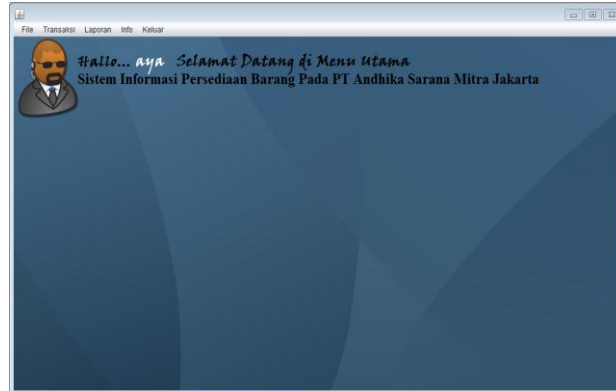 File Transaksi Laporan Info Keluar
Hallo... aya Selamat Datang di Menu Utama
Sistem Informasi Persediaan Barang Pada PT Andhika Sarana Mitra Jakarta